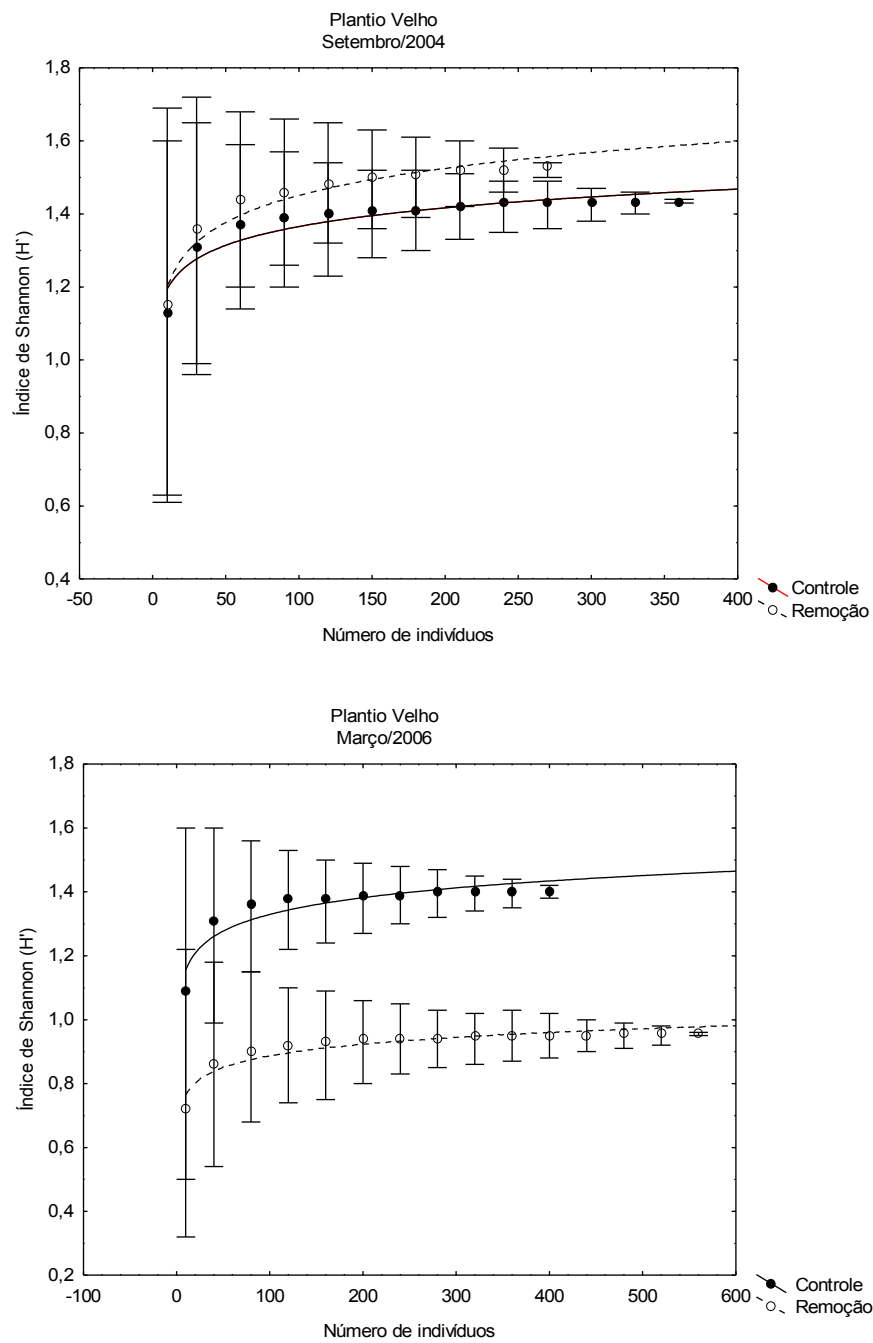 Plantio Velho
Setembro/2004
1,8
1,6
1,4
1,2
1,0
0,8
0,6
0,4
Índice de Shannon (H`)
-50 0 50 100 150 200 250 300 350 400
Número de indivíduos
Controle
Remoção
Plantio Velho
Março/2006
1,8
1,6
1,4
1,2
1,0
0,8
0,6
0,4
0,2
Índice de Shannon (H')
-100 0 100 200 300 400 500 600
Número de indivíduos
Controle
Remoção